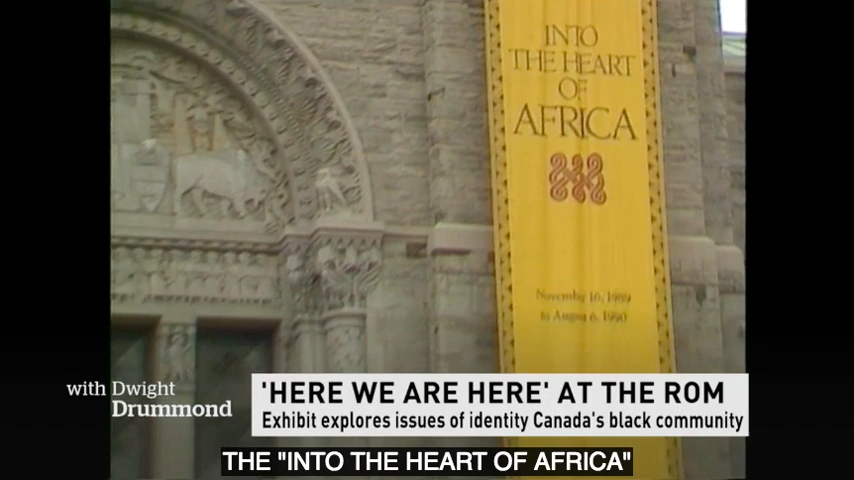 INTO
THE HEART
OF
AFRICA
November 16, 1989
to August 6, 1990
with Dwight
Drummond
'HERE WE ARE HERE' AT THE ROM
Exhibit explores issues of identity Canada's black community
THE "INTO THE HEART OF AFRICA"